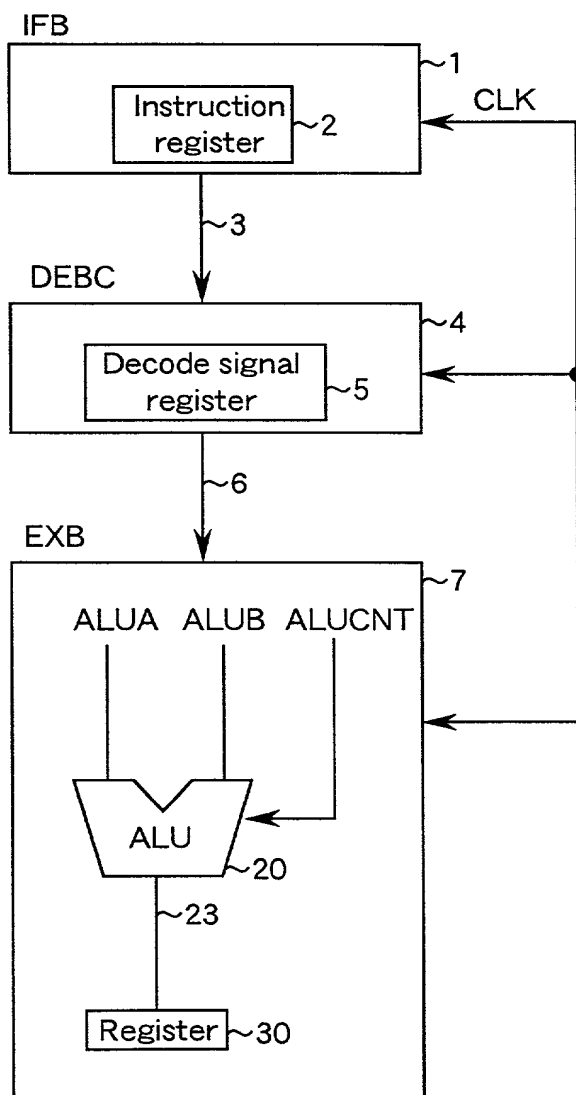 IFB
1
CLK
Instruction
register
2
3
DEBC
4
Decode signal
register
5
6
EXB
7
ALUA ALUB ALUCNT
ALU
20
23
Register
30